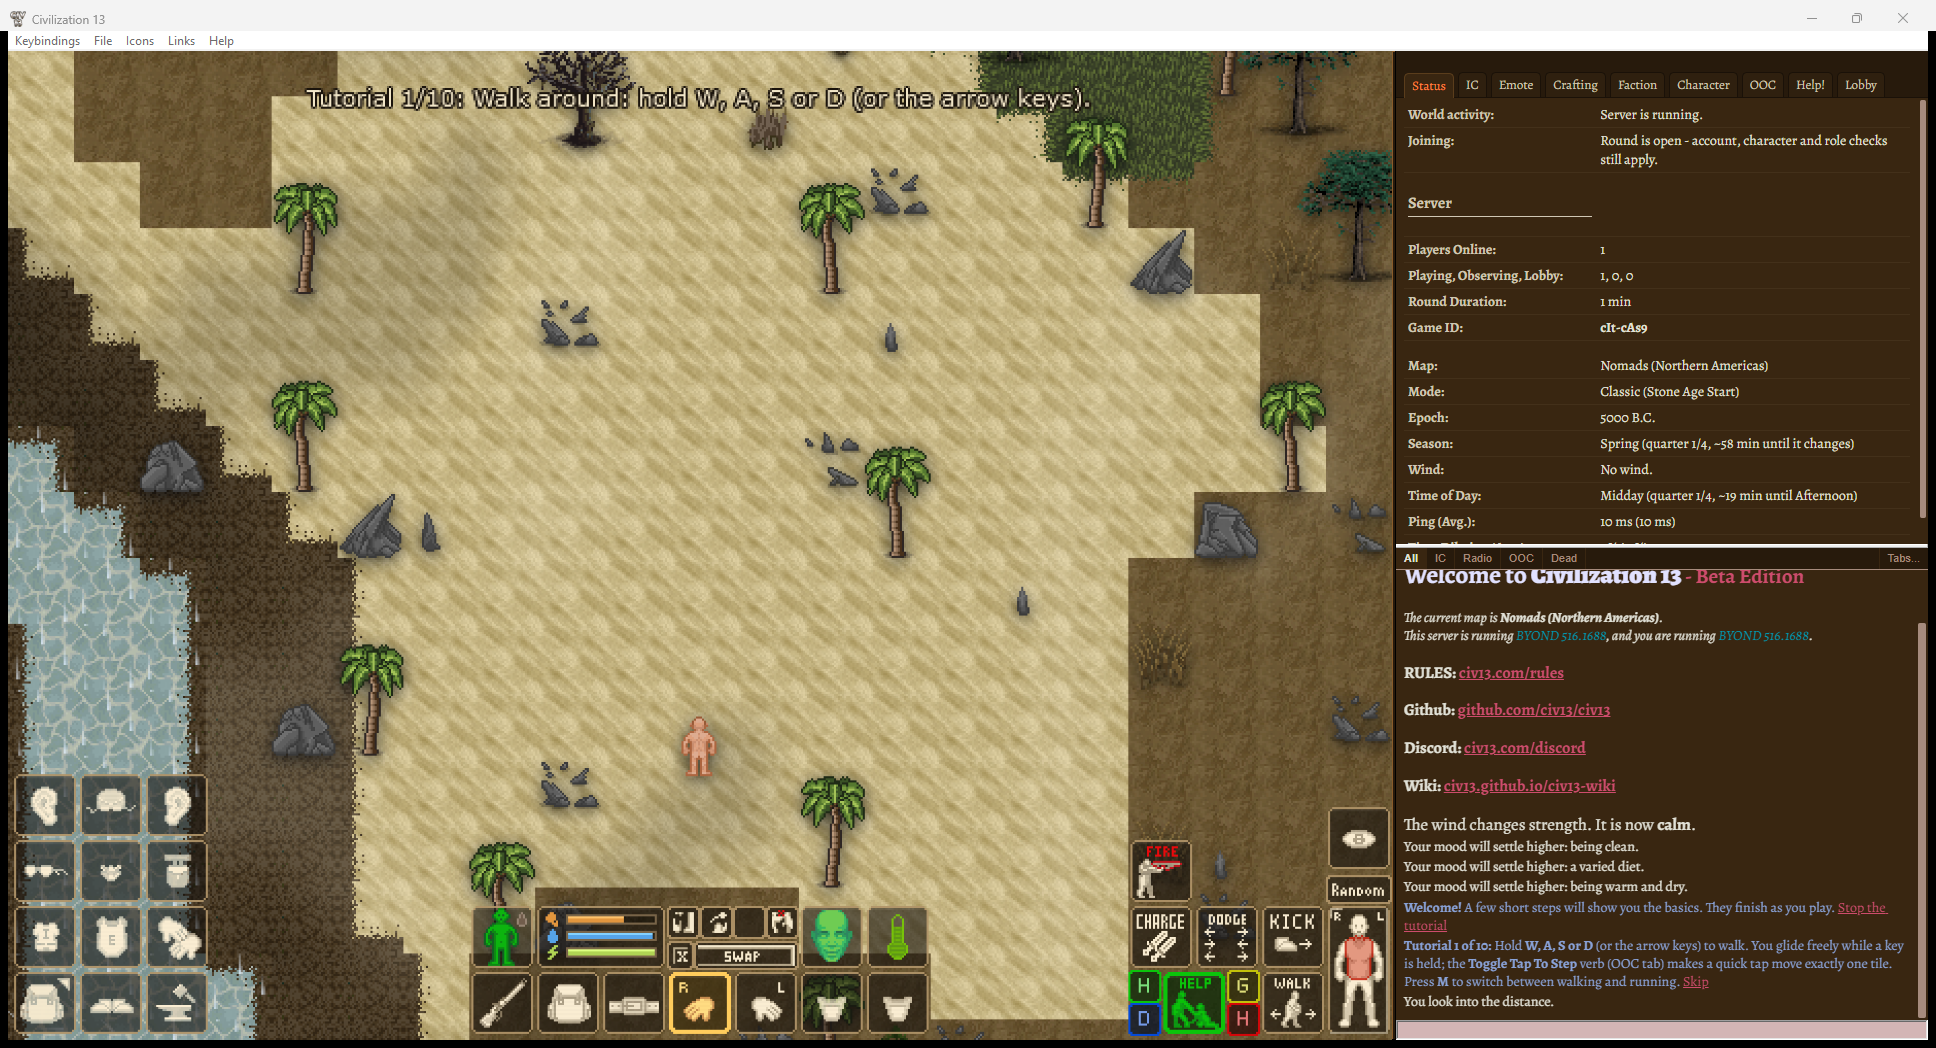 Civilization 13
Keybindings File Icons Links Help
Tutorial 1/10: Walk around: hold W, A, S or D (or the arrow keys).
Status IC Emote Crafting Faction Character OOC Help! Lobby
World activity: Server is running.
Joining: Round is open - account, character and role checks
still apply.
Server
Players Online: 1
Playing, Observing, Lobby: 1, 0, 0
Round Duration: 1 min
Game ID: cIt-cAs9
Map: Nomads (Northern Americas)
Mode: Classic (Stone Age Start)
Epoch: 5000 B.C.
Season: Spring (quarter 1/4, ~58 min until it changes)
Wind: No wind.
Time of Day: Midday (quarter 1/4, ~19 min until Afternoon)
Ping (Avg.): 10 ms (10 ms)
All IC Radio OOC Dead Tabs...
Welcome to Civilization 13 - Beta Edition
The current map is Nomads (Northern Americas).
This server is running BYOND 516.1688, and you are running BYOND 516.1688.
RULES: civ13.com/rules
Github: github.com/civ13/civ13
Discord: civ13.com/discord
Wiki: civ13.github.io/civ13-wiki
The wind changes strength. It is now calm.
Your mood will settle higher: being clean.
Your mood will settle higher: a varied diet.
Your mood will settle higher: being warm and dry.
Welcome! A few short steps will show you the basics. They finish as you play. Stop the
tutorial
Tutorial 1 of 10: Hold W, A, S or D (or the arrow keys) to walk. You glide freely while a key
is held; the Toggle Tap To Step verb (OOC tab) makes a quick tap move exactly one tile.
Press M to switch between walking and running. Skip
You look into the distance.
FIRE
B
Random
CHARGE DODGE KICK R L
X SWAP
I E
R L
H HELP G WALK
D H